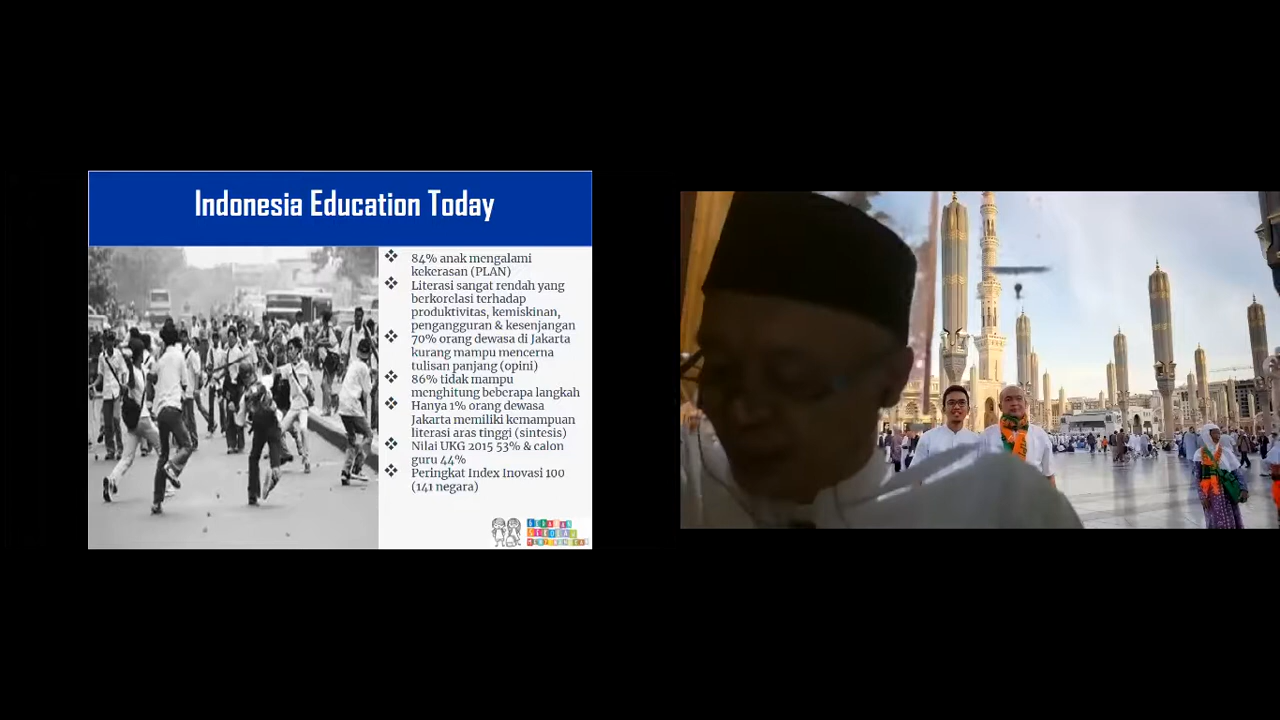 Indonesia Education Today
84% anak mengalami
kekerasan (PLAN)
Literasi sangat rendah yang
berkorelasi terhadap
produktivitas, kemiskinan,
pengangguran & kesenjangan
70% orang dewasa di Jakarta
kurang mampu mencerna
tulisan panjang (opini)
86% tidak mampu
menghitung beberapa langkah
Hanya 1% orang dewasa
Jakarta memiliki kemampuan
literasi aras tinggi (sintesis)
Nilai UKG 2015 53% & calon
guru 44%
Peringkat Index Inovasi 100
(141 negara)